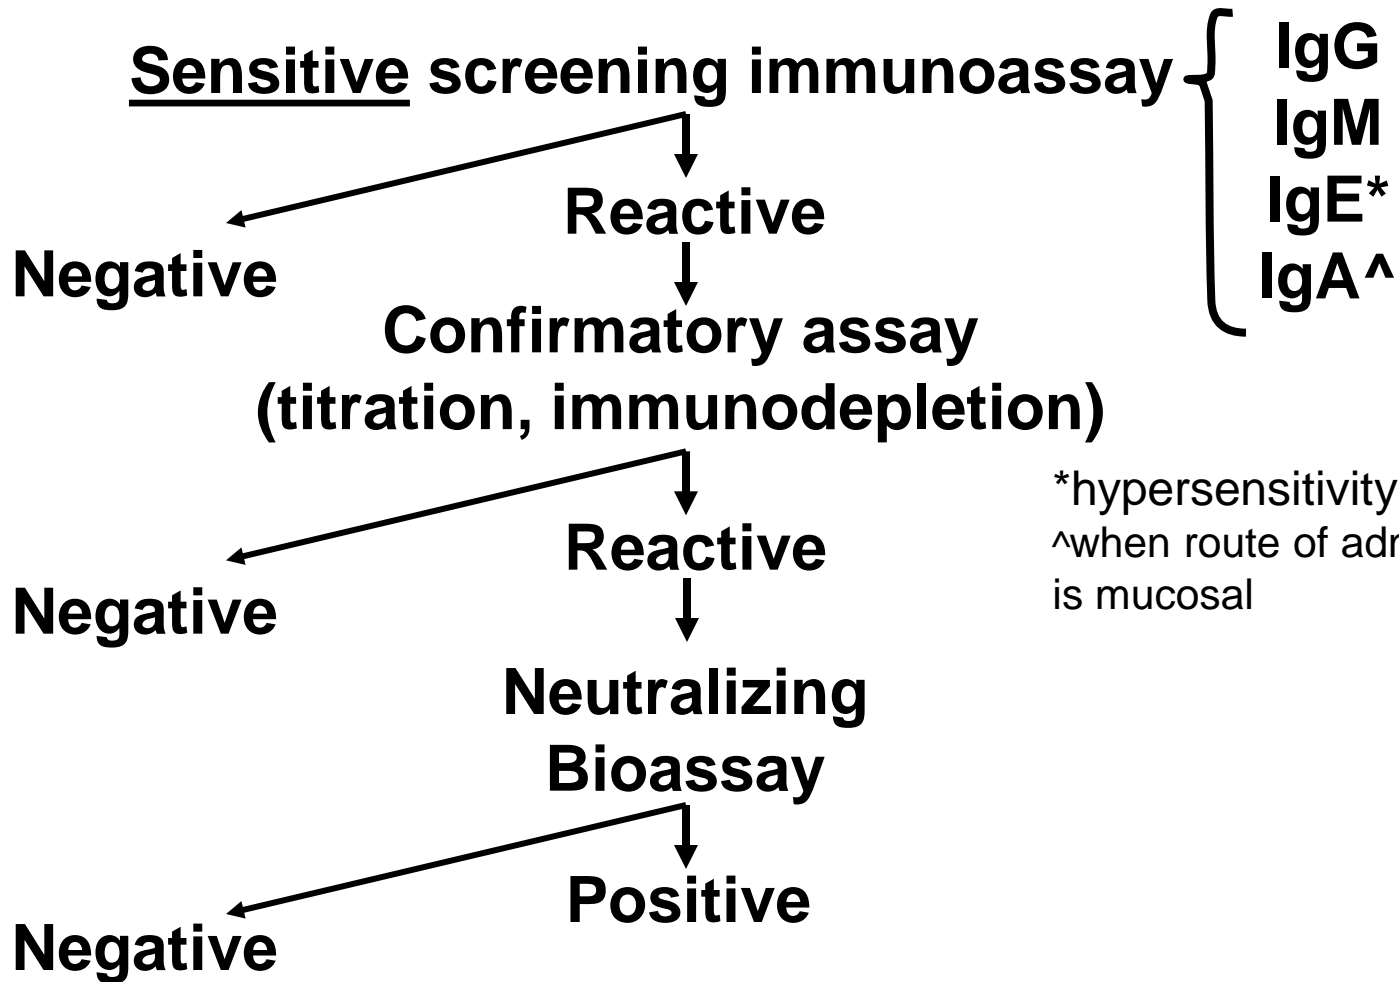 Sensitive screening immunoassay
IgG
IgM
IgE*
IgA^
Reactive
Negative
Confirmatory assay
(titration, immunodepletion)
*hypersensitivity
^when route of
is mucosal
Reactive
Negative
Neutralizing
Bioassay
Positive
Negative